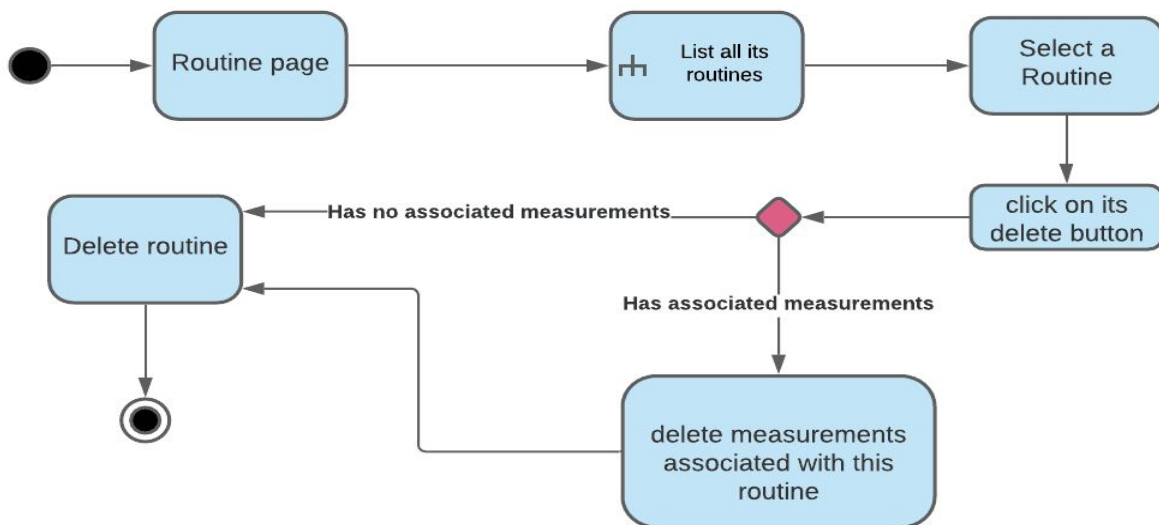 Routine page
List all its
routines
Select a
Routine
click on its
delete button
Has no associated measurements
Delete routine
Has associated measurements
delete measurements
associated with this
routine